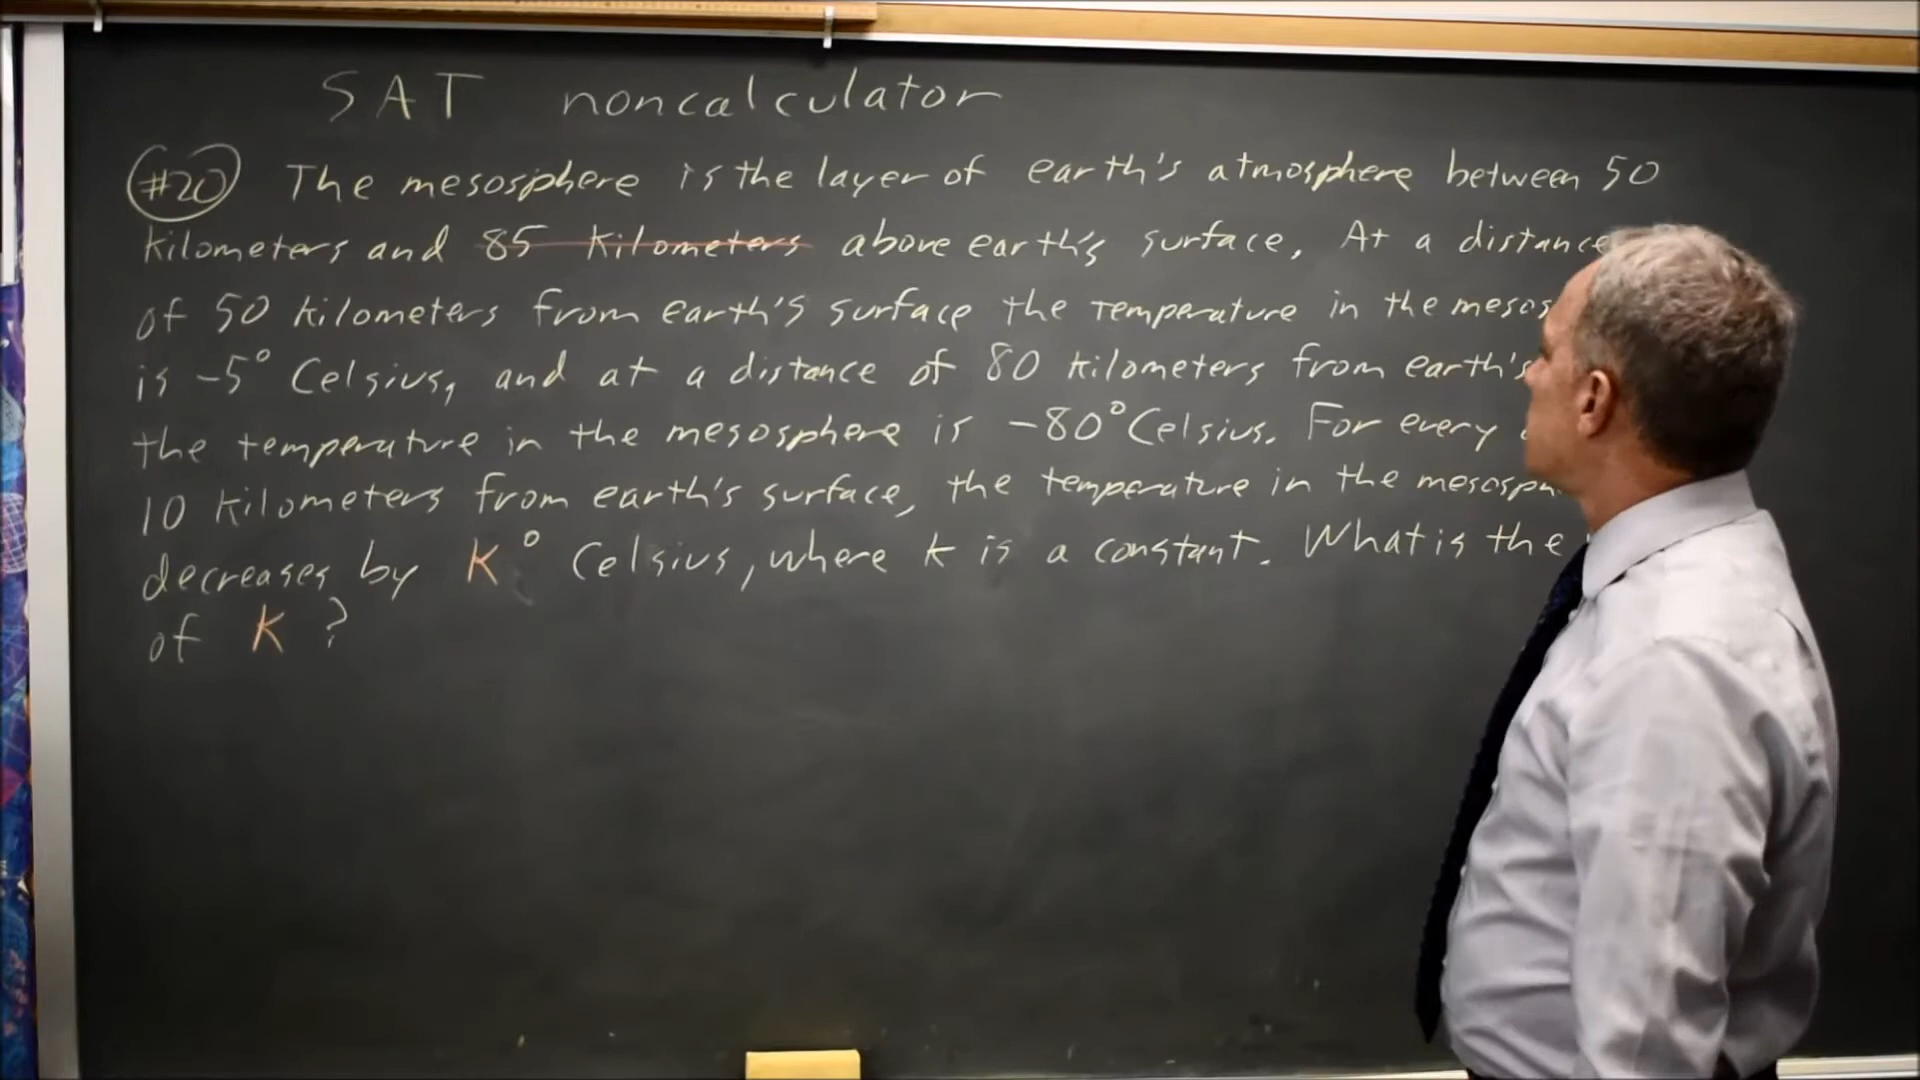 SAT noncalculator
#20 The mesosphere is the layer of earth's atmosphere between 50
kilometers and 85 kilometers above earth's surface. At a distance
of 50 kilometers from earth's surface the temperature in the
is -5° Celsius, and at a distance of 80 kilometers from earth's
the temperature in the mesosphere is -80° Celsius. For every
10 kilometers from earth's surface, the temperature in the
decreases by K° Celsius, where k is a constant. What is the
of K ?